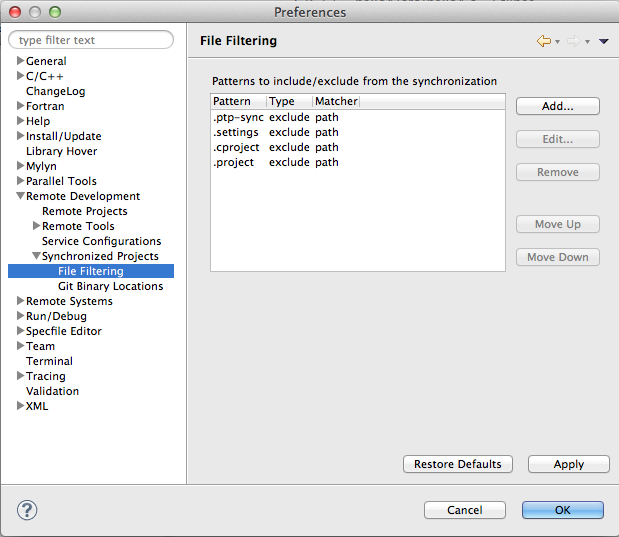 Preferences
type filter text
General
C/C++
ChangeLog
Fortran
Help
Install/Update
Library Hover
Mylyn
Parallel Tools
Remote Development
Remote Projects
Remote Tools
Service Configurations
Synchronized Projects
File Filtering
Git Binary Locations
Remote Systems
Run/Debug
Specfile Editor
Team
Terminal
Tracing
Validation
XML
File Filtering
Patterns to include/exclude from the synchronization
Pattern Type Matcher
.ptp-sync exclude path
.settings exclude path
.cproject exclude path
.project exclude path
Add...
Edit...
Remove
Move Up
Move Down
Restore Defaults Apply
? Cancel OK